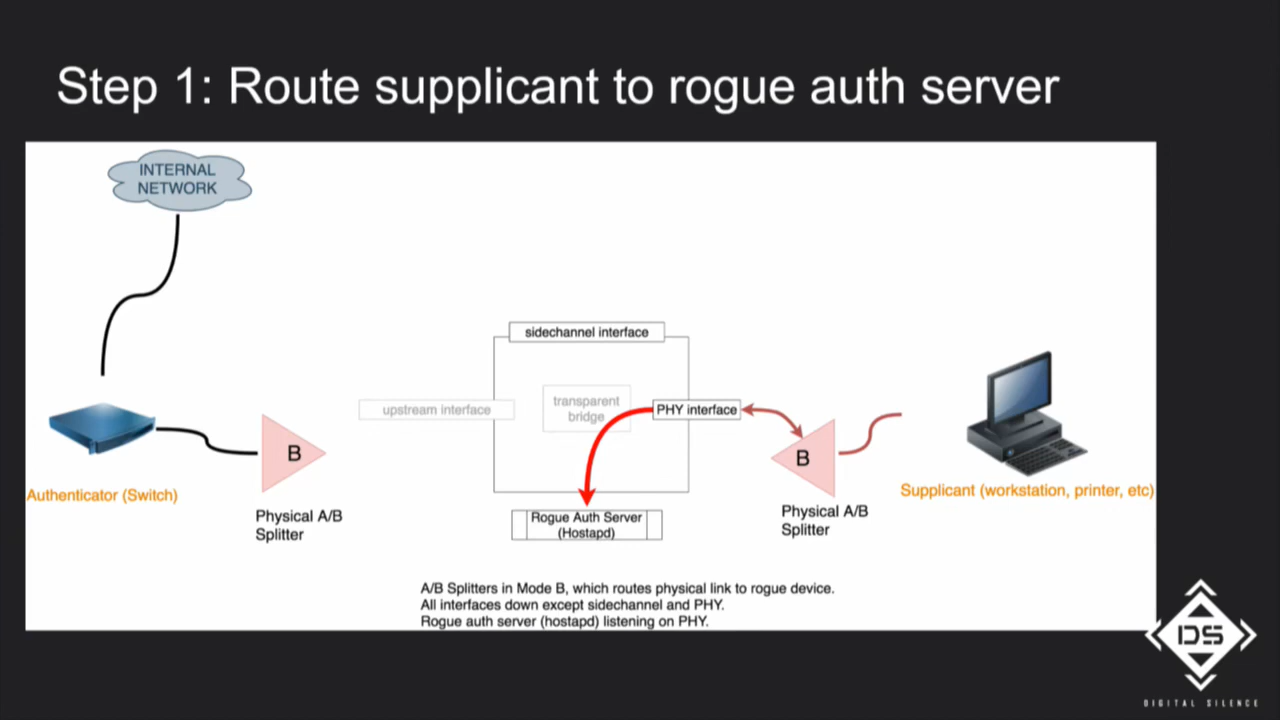 Step 1: Route supplicant to rogue auth server
INTERNAL
NETWORK
sidechannel interface
upstream interface
transparent
bridge
PHY interface
B
B
Authenticator (Switch)
Supplicant (workstation, printer, etc)
Physical A/B
Splitter
Rogue Auth Server
(Hostapd)
Physical A/B
Splitter
A/B Splitters in Mode B, which routes physical link to rogue device.
All interfaces down except sidechannel and PHY.
Rogue auth server (hostapd) listening on PHY.
DS
DIGITAL SILENCE